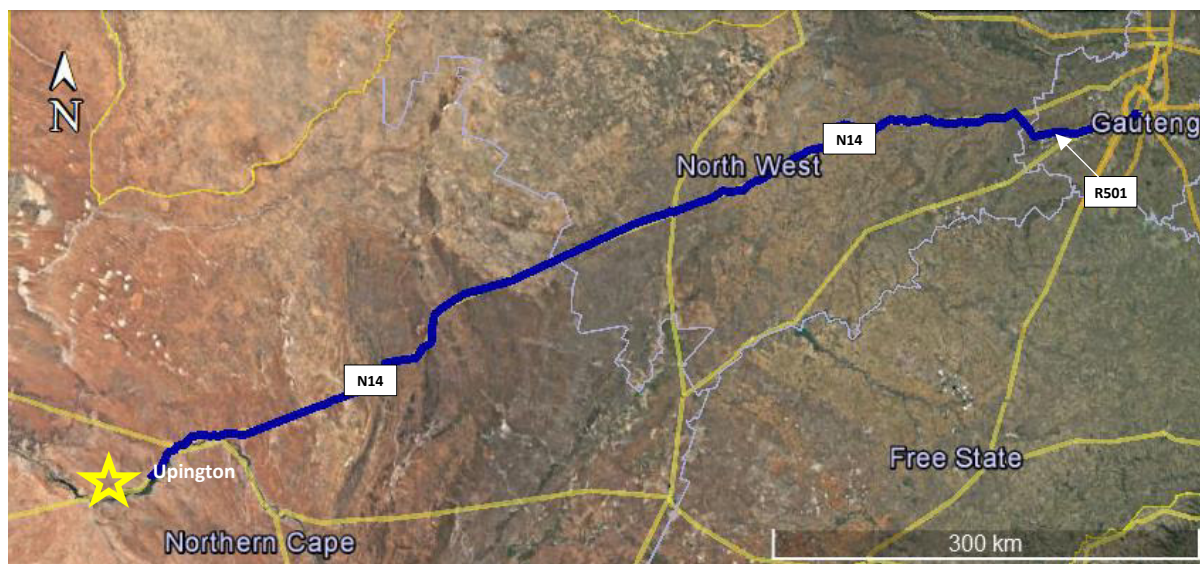 N
N14
Gauteng
North West
R501
N14
Upington
Free State
Northern Cape
300 km